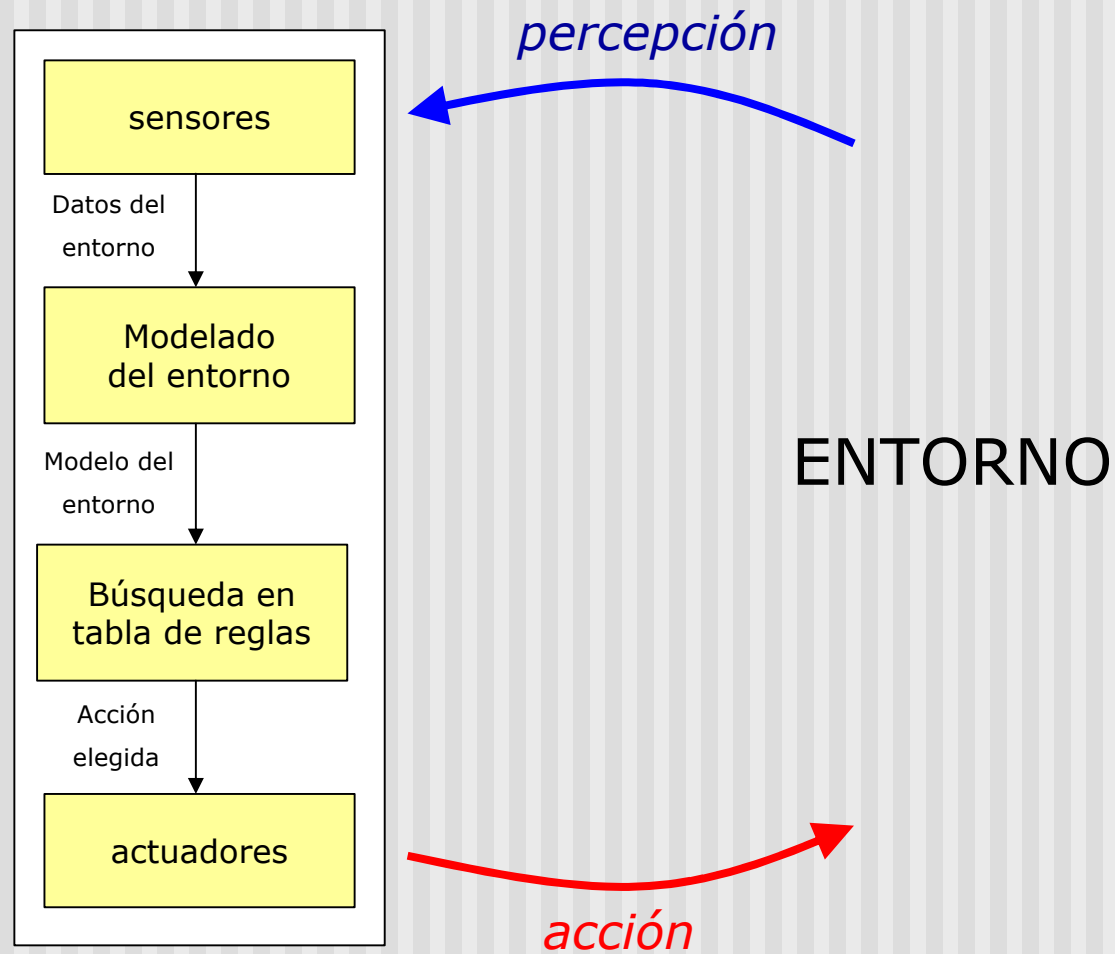 percepción
sensores
Datos del
entorno
Modelado
del entorno
Modelo del
entorno
ENTORNO
Búsqueda en
tabla de reglas
Acción
elegida
actuadores
acción